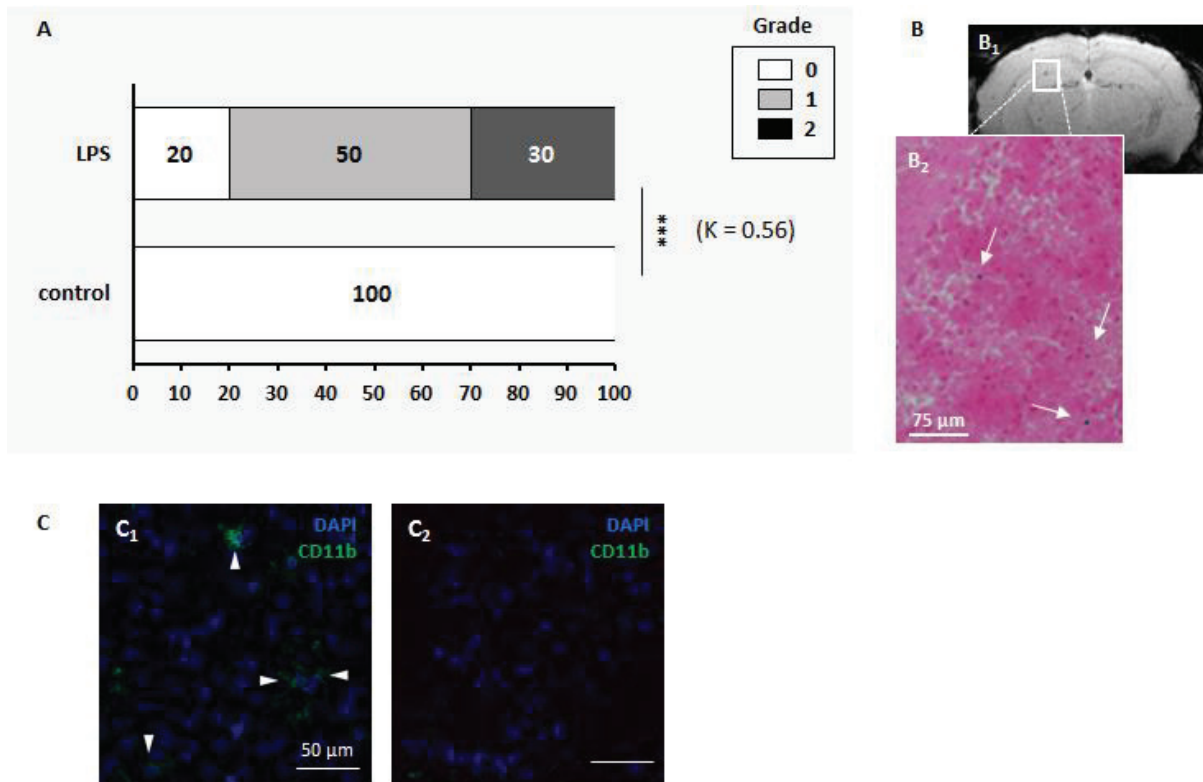 A
Grade
0
1
2
LPS
20
50
30
***
(K = 0.56)
control
100
0 10 20 30 40 50 60 70 80 90 100
B
B1
B2
75 µm
C
C1
DAPI
CD11b
50 µm
C2
DAPI
CD11b